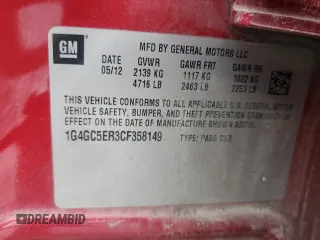 GM
MFD BY GENERAL MOTORS LLC
DATE GVWR GAWR FRT GAWR RR
05/12 2139 KG 1117 KG 1022 KG
4716 LB 2463 LB 2253 LB
THIS VEHICLE CONFORMS TO ALL APPLICABLE U.S. FEDERAL MOTOR
VEHICLE SAFETY, BUMPER, AND THEFT PREVENTION STANDARDS IN
EFFECT ON THE DATE OF MANUFACTURE SHOWN ABOVE.
1G4GC5ER3CF358149 TYPE: PASS CAR
DREAMBID